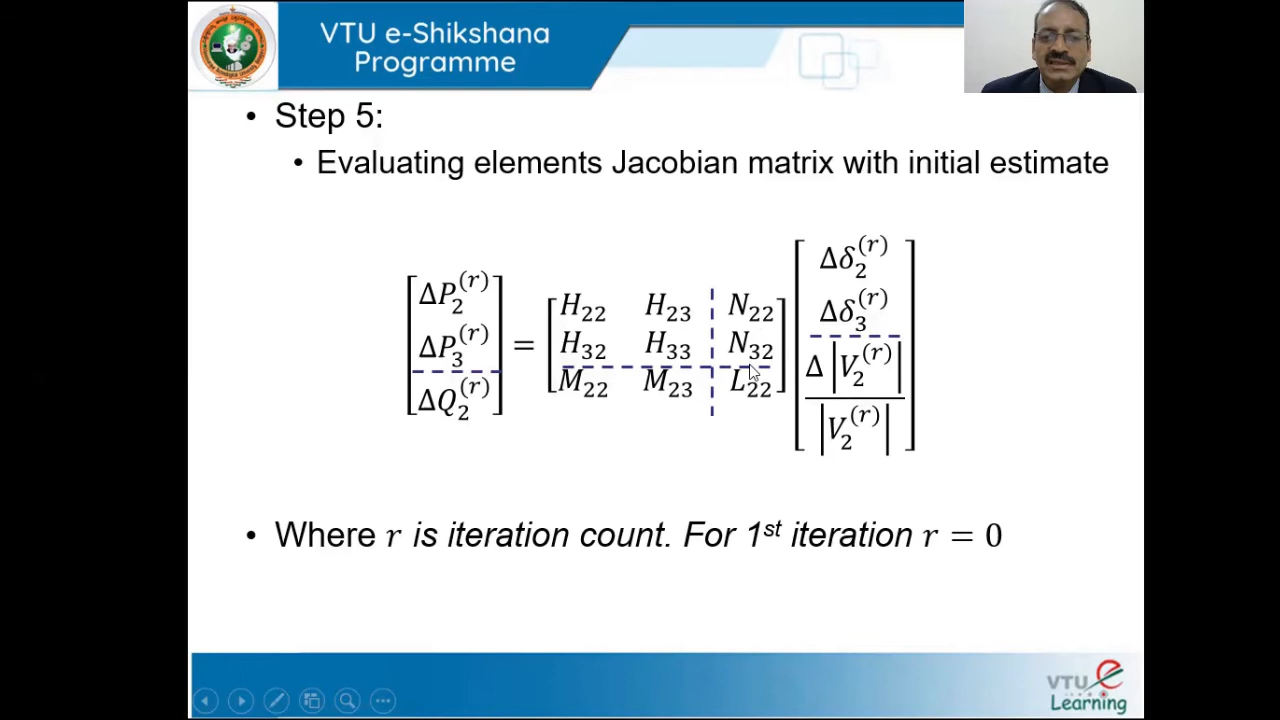 VTU e-Shikshana
Programme
• Step 5:
• Evaluating elements Jacobian matrix with initial estimate
[ΔP₂⁽ʳ⁾ ΔP₃⁽ʳ⁾ ΔQ₂⁽ʳ⁾] = [H₂₂ H₂₃ N₂₂ H₃₂ H₃₃ N₃₂ M₂₂ M₂₃ L₂₂] [Δδ₂⁽ʳ⁾ Δδ₃⁽ʳ⁾ Δ|V₂⁽ʳ⁾| / |V₂⁽ʳ⁾|]
• Where r is iteration count. For 1st iteration r = 0
VTU e
Learning